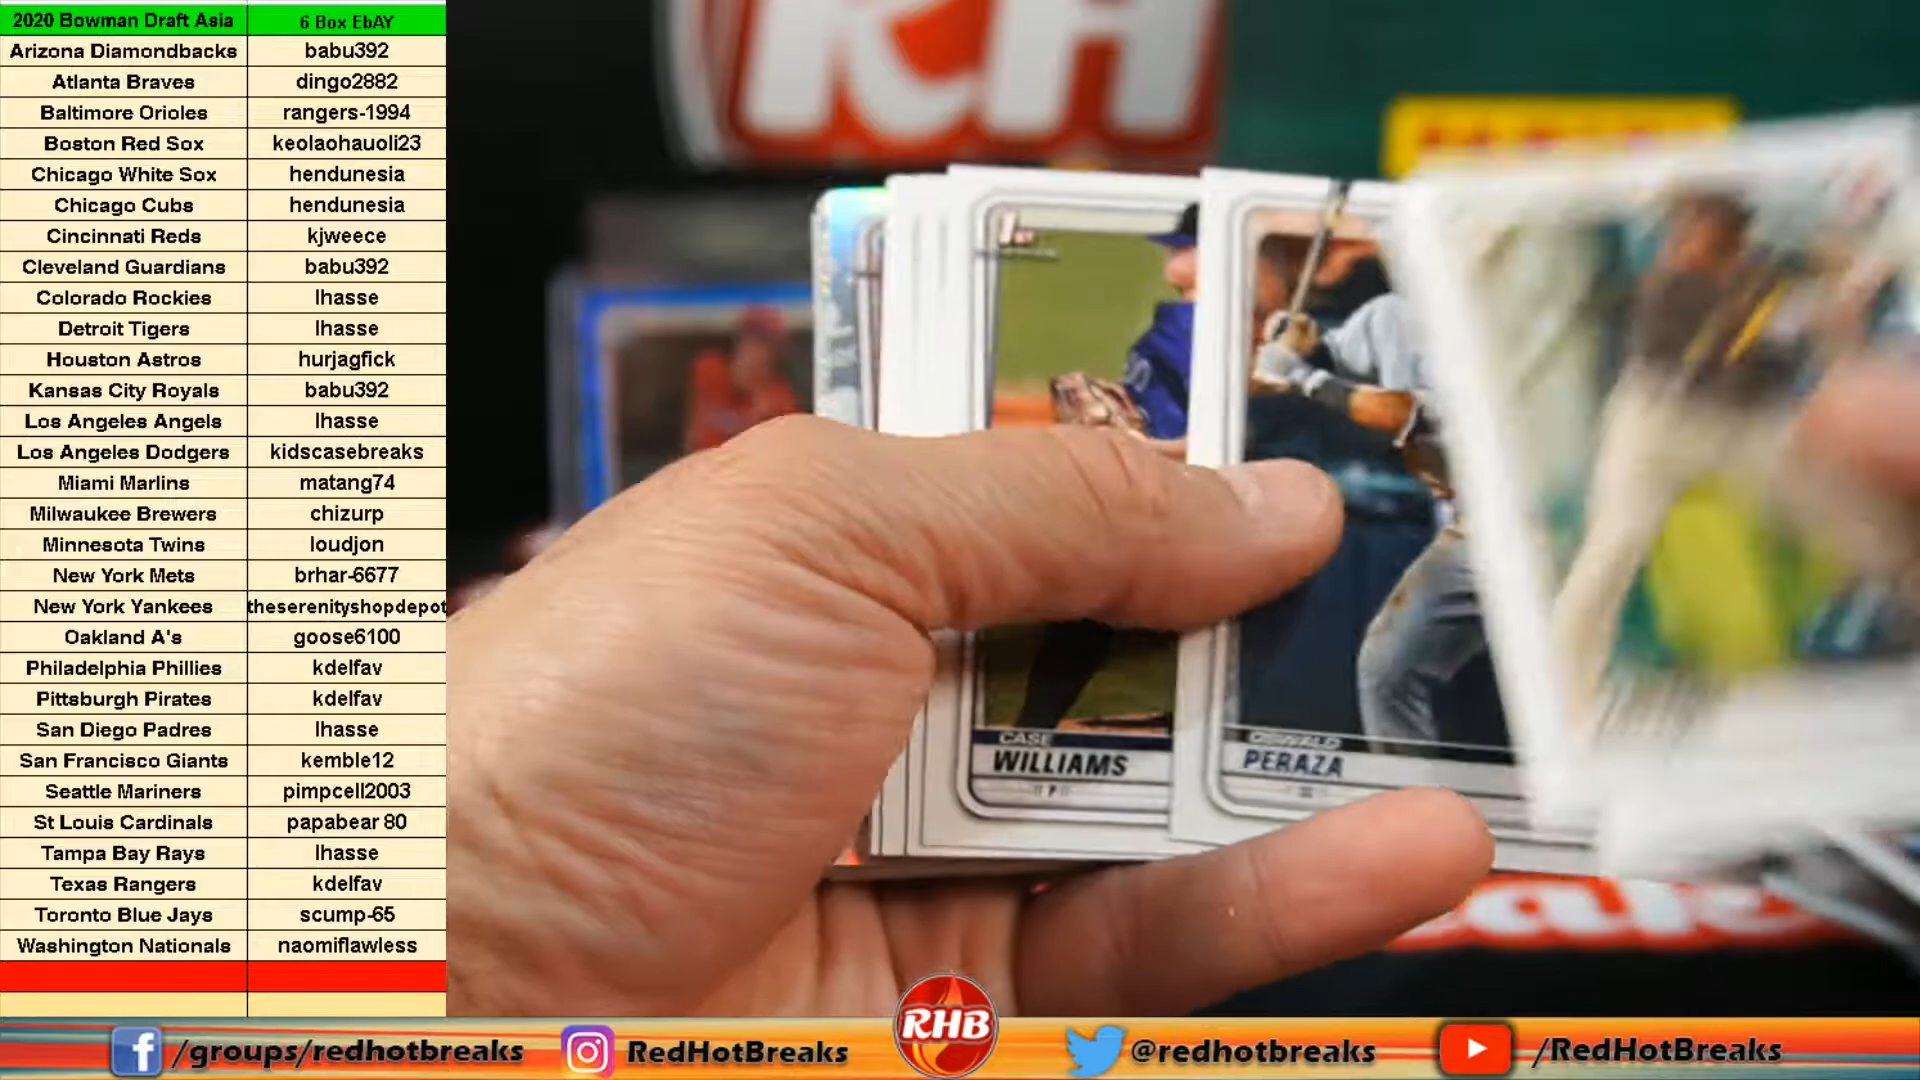 2020 Bowman Draft Asia 6 Box EbAY
Arizona Diamondbacks babu392
Atlanta Braves dingo2882
Baltimore Orioles rangers-1994
Boston Red Sox keolaohauoli23
Chicago White Sox hendunesia
Chicago Cubs hendunesia
Cincinnati Reds kjweece
Cleveland Guardians babu392
Colorado Rockies lhasse
Detroit Tigers lhasse
Houston Astros hurjagfick
Kansas City Royals babu392
Los Angeles Angels lhasse
Los Angeles Dodgers kidscasebreaks
Miami Marlins matang74
Milwaukee Brewers chizurp
Minnesota Twins loudjon
New York Mets brhar-6677
New York Yankees theserenityshopdepot
Oakland A's goose6100
Philadelphia Phillies kdelfav
Pittsburgh Pirates kdelfav
San Diego Padres lhasse
San Francisco Giants kemble12
Seattle Mariners pimpcell2003
St Louis Cardinals papabear 80
Tampa Bay Rays lhasse
Texas Rangers kdelfav
Toronto Blue Jays scump-65
Washington Nationals naomiflawless
RH
CASE
WILLIAMS
P
OSWALD
PERAZA
RHB
/groups/redhotbreaks
RedHotBreaks
@redhotbreaks
/RedHotBreaks